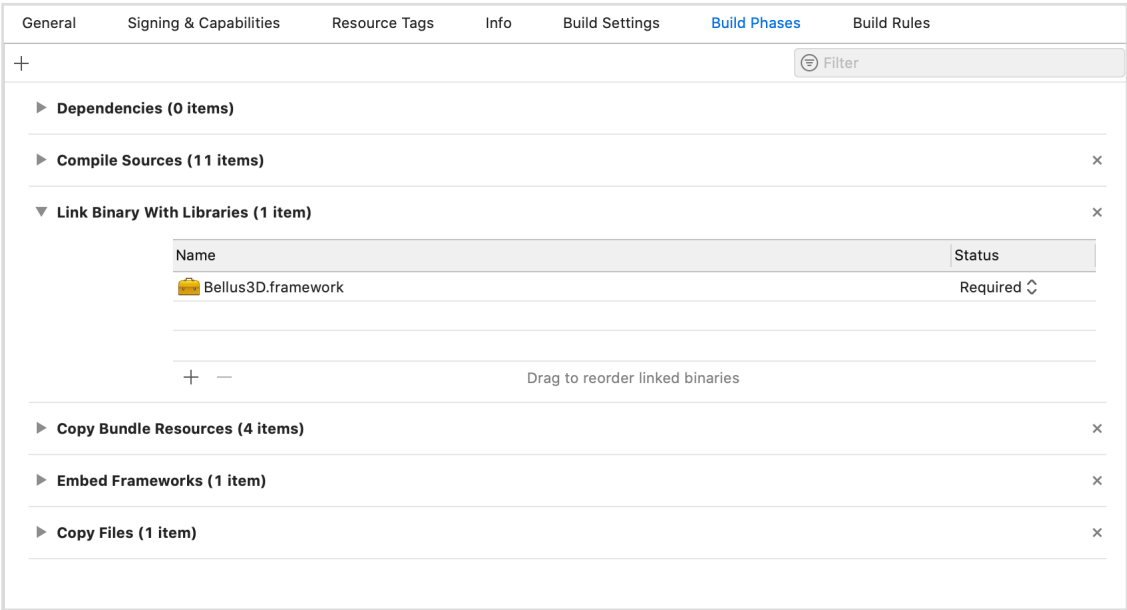 General Signing & Capabilities Resource Tags Info Build Settings Build Phases Build Rules
Filter
Dependencies (0 items)
Compile Sources (11 items)
Link Binary With Libraries (1 item)
Name Status
Bellus3D.framework Required
Drag to reorder linked binaries
Copy Bundle Resources (4 items)
Embed Frameworks (1 item)
Copy Files (1 item)